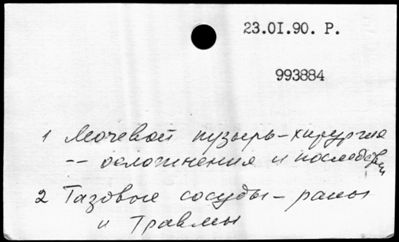 23.01.90. Р.
993884
1 Мочевой пузырь-хирургия
-- осложнения и последствия
2 Тазовые сосуды - раны
и травмы